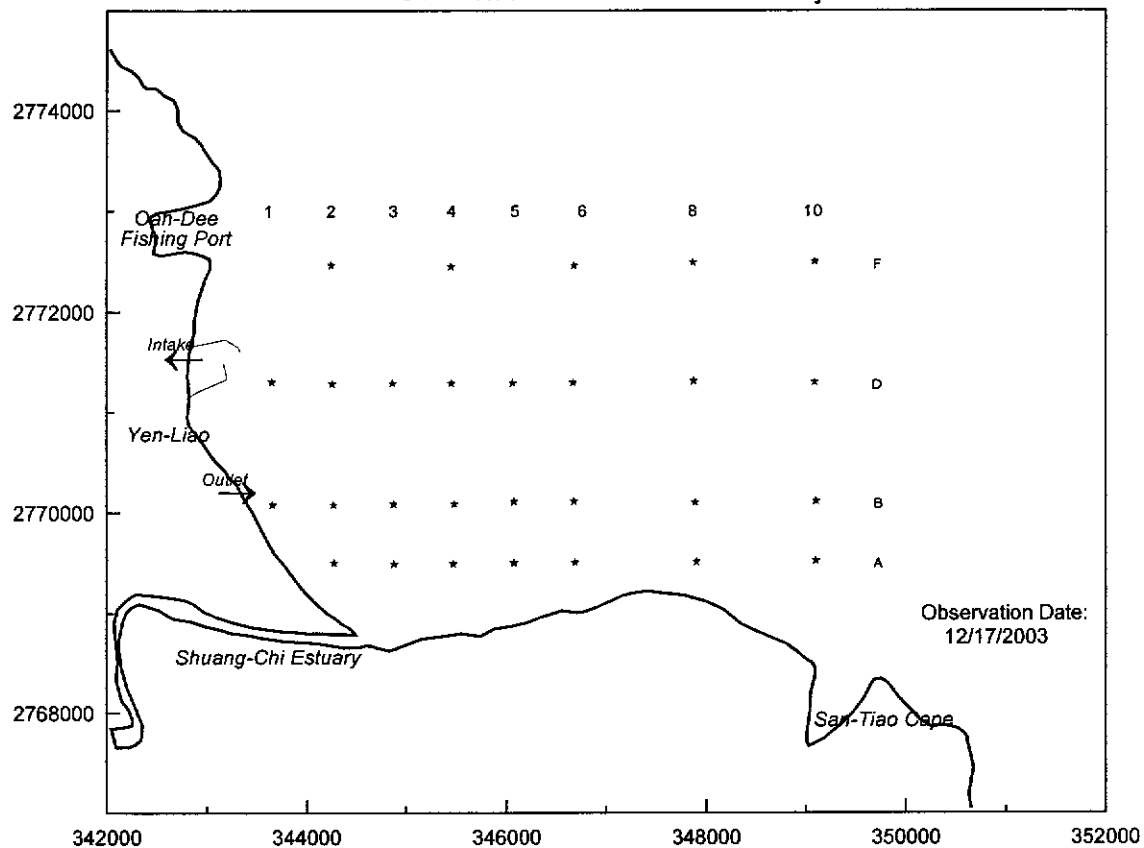 2774000
1 2 3 4 5 6 8 10
Oan-Dee
Fishing Port
F
2772000
Intake
D
Yen-Liao
Outlet
2770000
B
A
Observation Date:
12/17/2003
Shuang-Chi Estuary
2768000
San-Tiao Cape
342000 344000 346000 348000 350000 352000